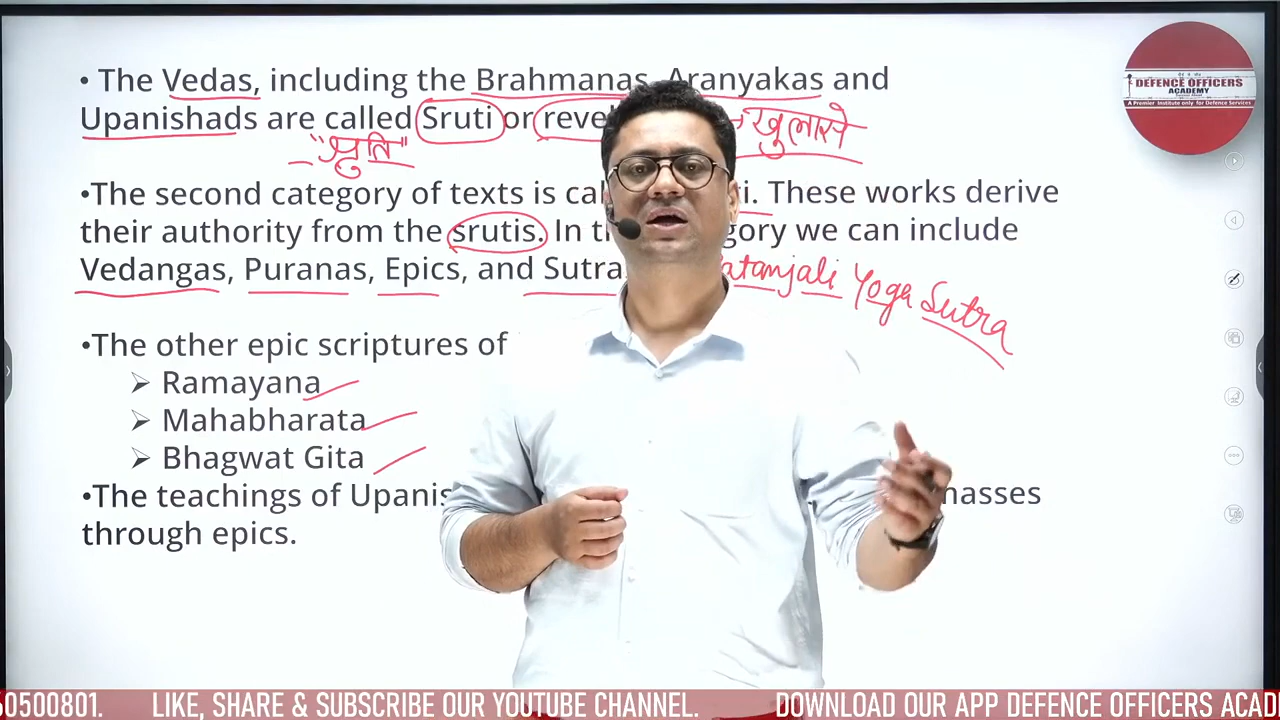 • The Vedas, including the Brahmanas, Aranyakas and
Upanishads are called Sruti or reve
खुलासे
"श्रुति"
•The second category of texts is cal i. These works derive
their authority from the srutis. In t gory we can include
Vedangas, Puranas, Epics, and Sutra
atanjali Yoga Sutra
•The other epic scriptures of
➢ Ramayana
➢ Mahabharata
➢ Bhagwat Gita
•The teachings of Upanis masses
through epics.
DEFENCE OFFICERS
ACADEMY
A Premier Institute only for Defence Services
60500801. LIKE, SHARE & SUBSCRIBE OUR YOUTUBE CHANNEL. DOWNLOAD OUR APP DEFENCE OFFICERS ACAD